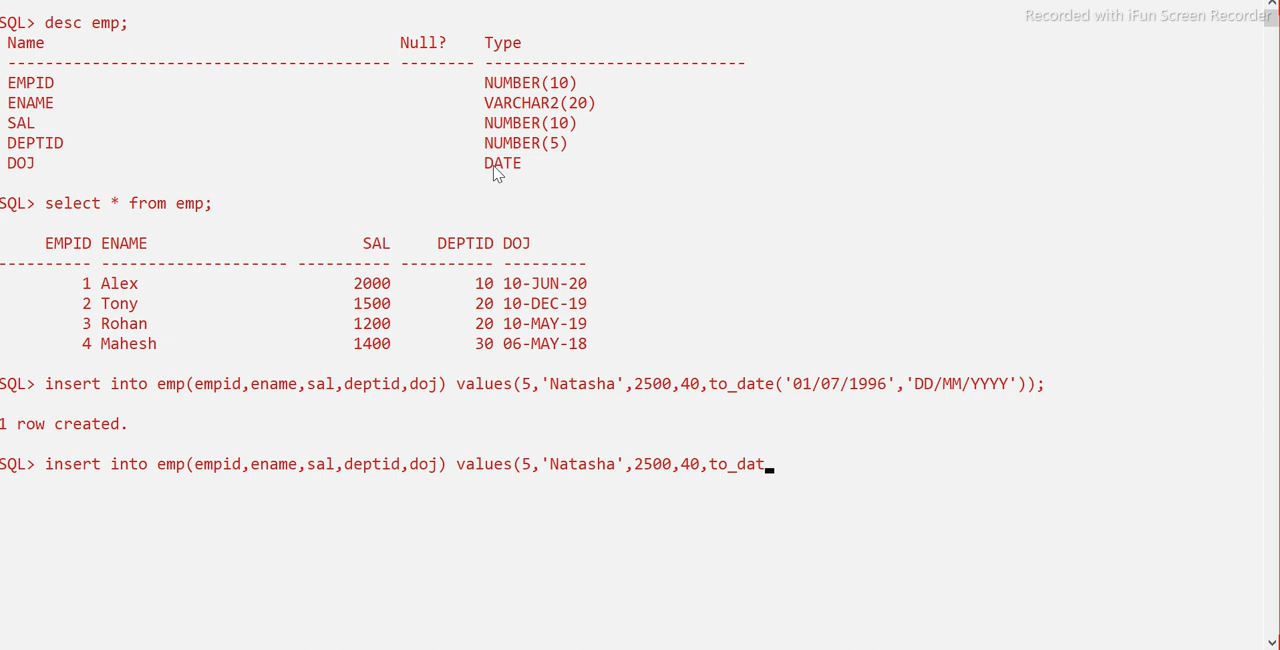 Recorded with iFun Screen Recorder
SQL> desc emp;
Name Null? Type
----------------------------------------- -------- ----------------------------
EMPID NUMBER(10)
ENAME VARCHAR2(20)
SAL NUMBER(10)
DEPTID NUMBER(5)
DOJ DATE
SQL> select * from emp;
EMPID ENAME SAL DEPTID DOJ
---------- -------------------- ---------- ---------- ---------
1 Alex 2000 10 10-JUN-20
2 Tony 1500 20 10-DEC-19
3 Rohan 1200 20 10-MAY-19
4 Mahesh 1400 30 06-MAY-18
SQL> insert into emp(empid,ename,sal,deptid,doj) values(5,'Natasha',2500,40,to_date('01/07/1996','DD/MM/YYYY'));
1 row created.
SQL> insert into emp(empid,ename,sal,deptid,doj) values(5,'Natasha',2500,40,to_dat